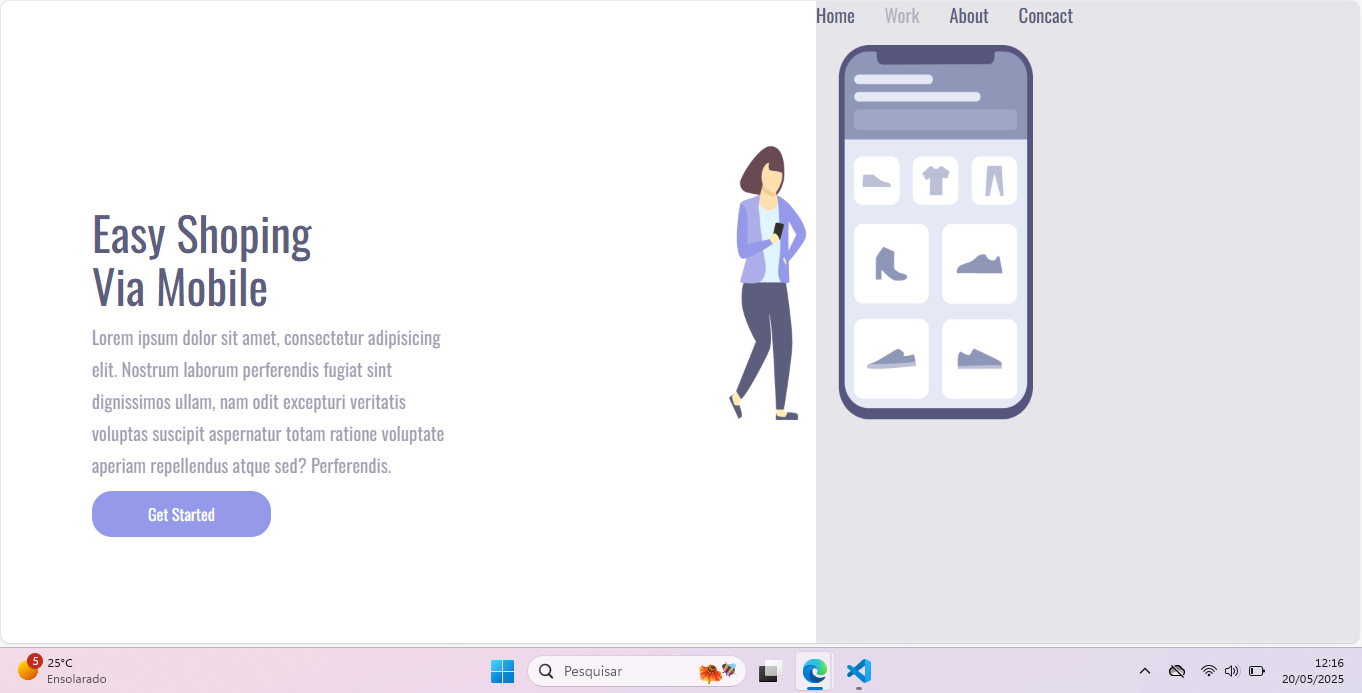 Home Work About Concact
Easy Shoping
Via Mobile
Lorem ipsum dolor sit amet, consectetur adipisicing
elit. Nostrum laborum perferendis fugiat sint
dignissimos ullam, nam odit excepturi veritatis
voluptas suscipit aspernatur totam ratione voluptate
aperiam repellendus atque sed? Perferendis.
Get Started
5
25°C
Ensolarado
Pesquisar
12:16
20/05/2025